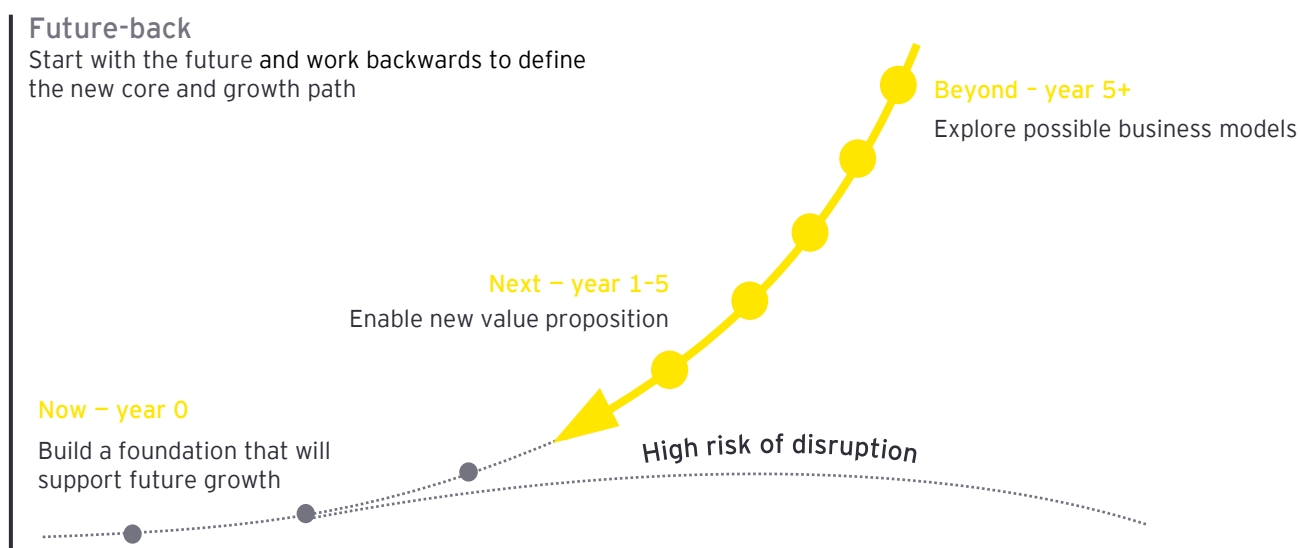 Future-back
Start with the future and work backwards to define
the new core and growth path
Beyond – year 5+
Explore possible business models
Next – year 1–5
Enable new value proposition
Now – year 0
Build a foundation that will
support future growth
High risk of disruption